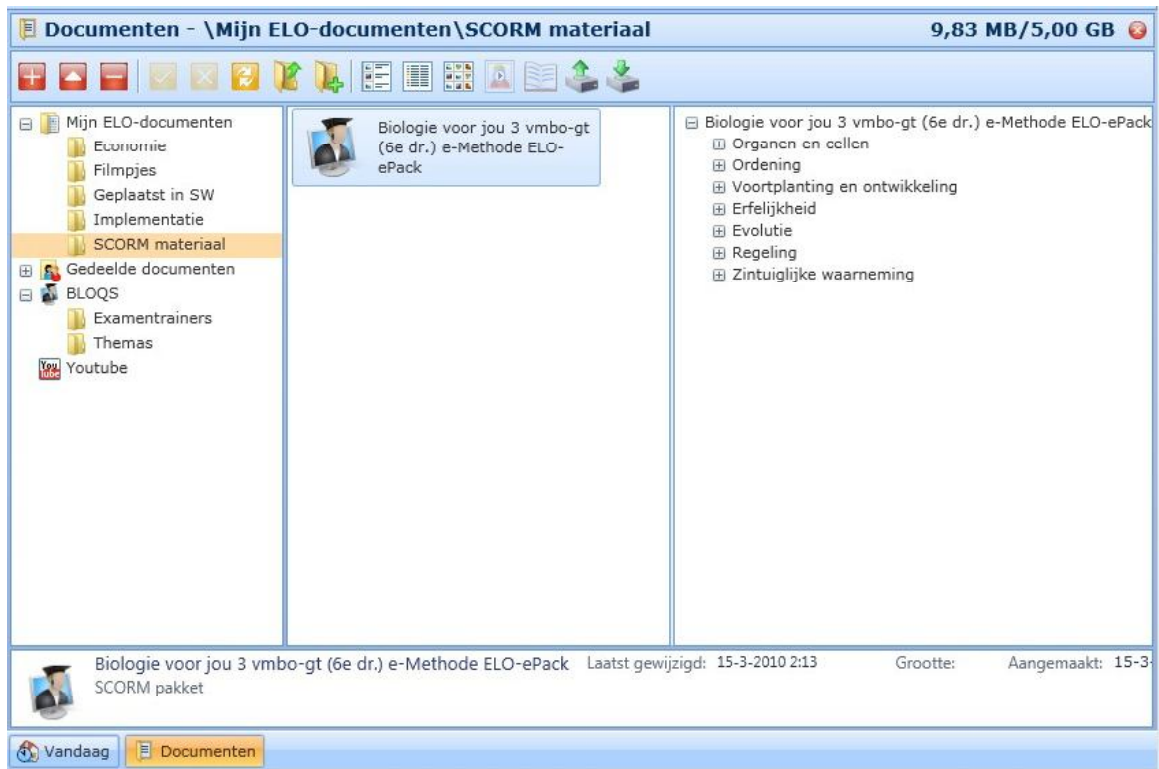 Documenten - \Mijn ELO-documenten\SCORM materiaal
9,83 MB/5,00 GB
Mijn ELO-documenten
Economie
Filmpjes
Geplaatst in SW
Implementatie
SCORM materiaal
Gedeelde documenten
BLOQS
Examentrainers
Themas
You
Tube
Youtube
Biologie voor jou 3 vmbo-gt
(6e dr.) e-Methode ELO-
ePack
Biologie voor jou 3 vmbo-gt (6e dr.) e-Methode ELO-ePack
Organen en cellen
Ordening
Voortplanting en ontwikkeling
Erfelijkheid
Evolutie
Regeling
Zintuiglijke waarneming
Biologie voor jou 3 vmbo-gt (6e dr.) e-Methode ELO-ePack Laatst gewijzigd: 15-3-2010 2:13 Grootte: Aangemaakt: 15-3-
SCORM pakket
Vandaag
Documenten